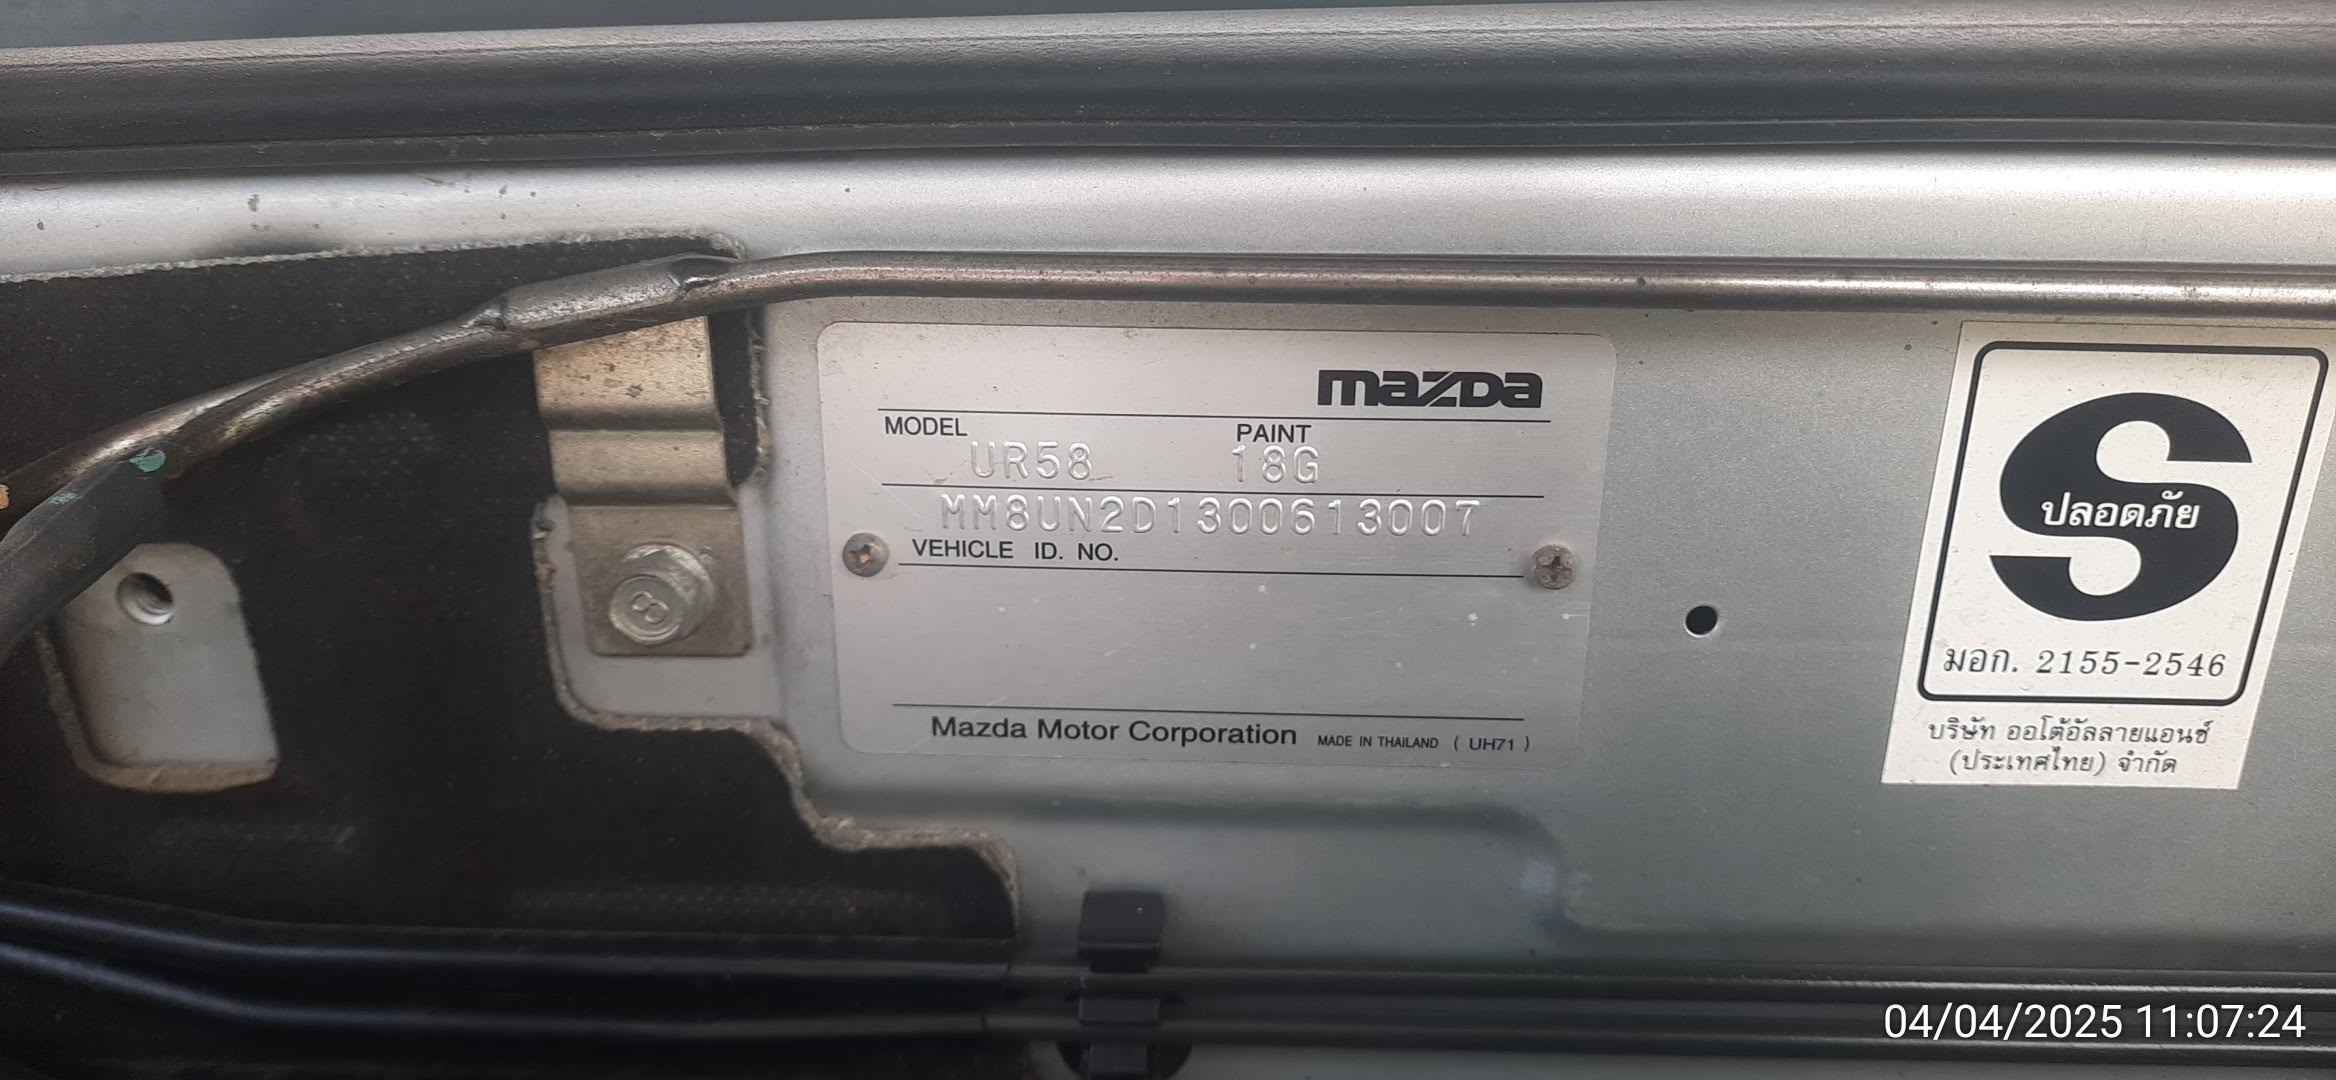 mazda
MODEL PAINT
UR58 18G
MM8UN2D1300613007
VEHICLE ID. NO.
Mazda Motor Corporation MADE IN THAILAND ( UH71 )
8
S
ปลอดภัย
มอก. 2155-2546
บริษัท ออโต้อัลลายแอนซ์
(ประเทศไทย) จำกัด
04/04/2025 11:07:24